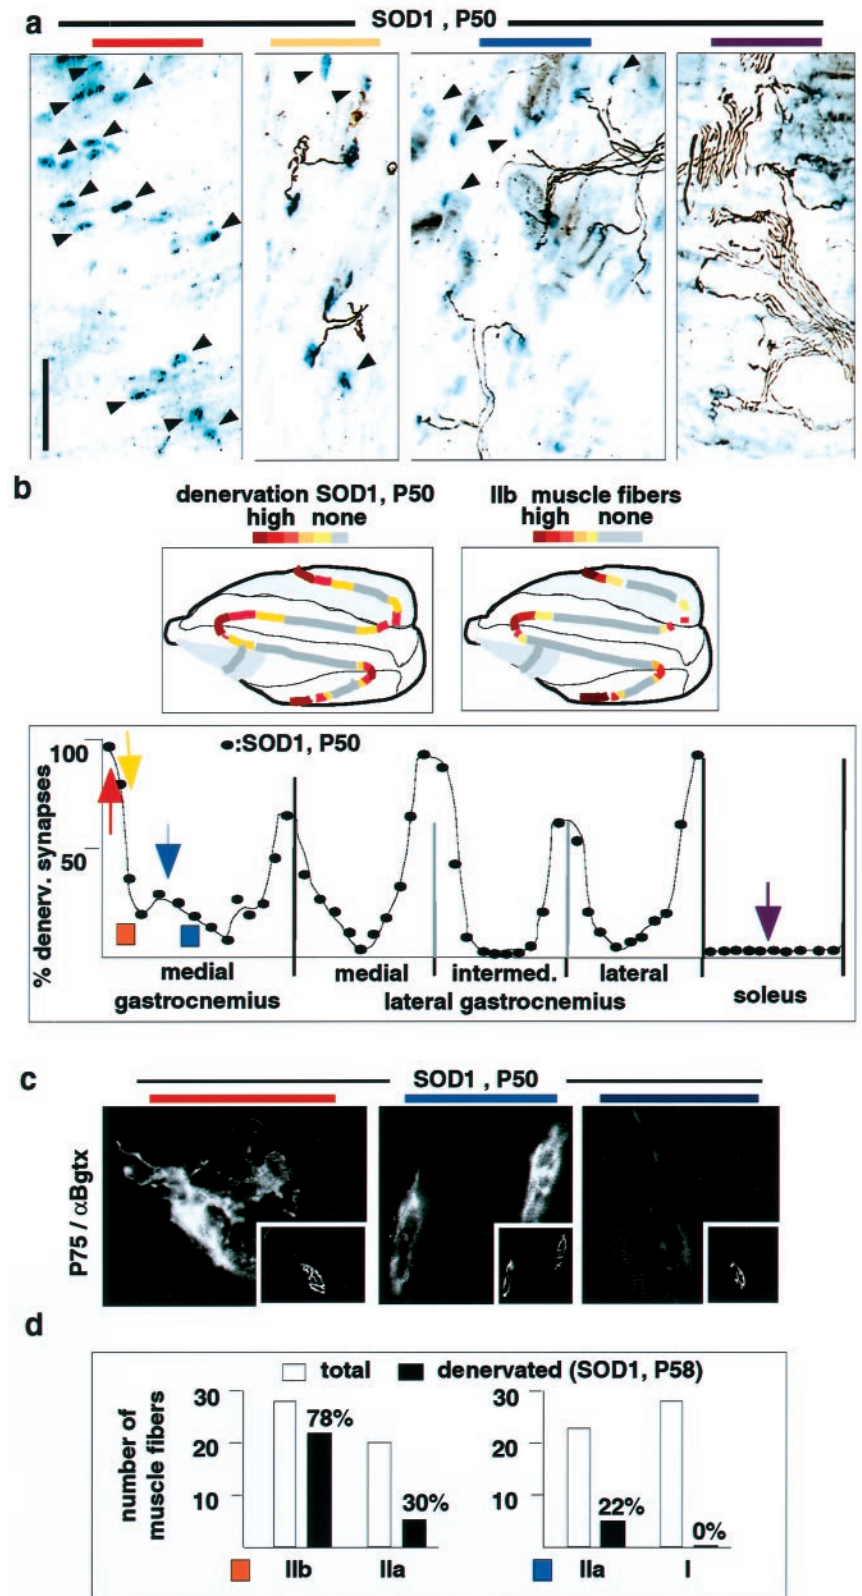 a
SOD1 , P50
b
denervation SOD1, P50
high none
IIb muscle fibers
high none
% denerv. synapses
100
50
:SOD1, P50
medial
gastrocnemius
medial
intermed.
lateral
lateral gastrocnemius
soleus
c
SOD1 , P50
P75 / αBgtx
d
total
denervated (SOD1, P58)
number of
muscle fibers
30
20
10
78%
30%
IIb
IIa
30
20
10
22%
0%
IIa
I